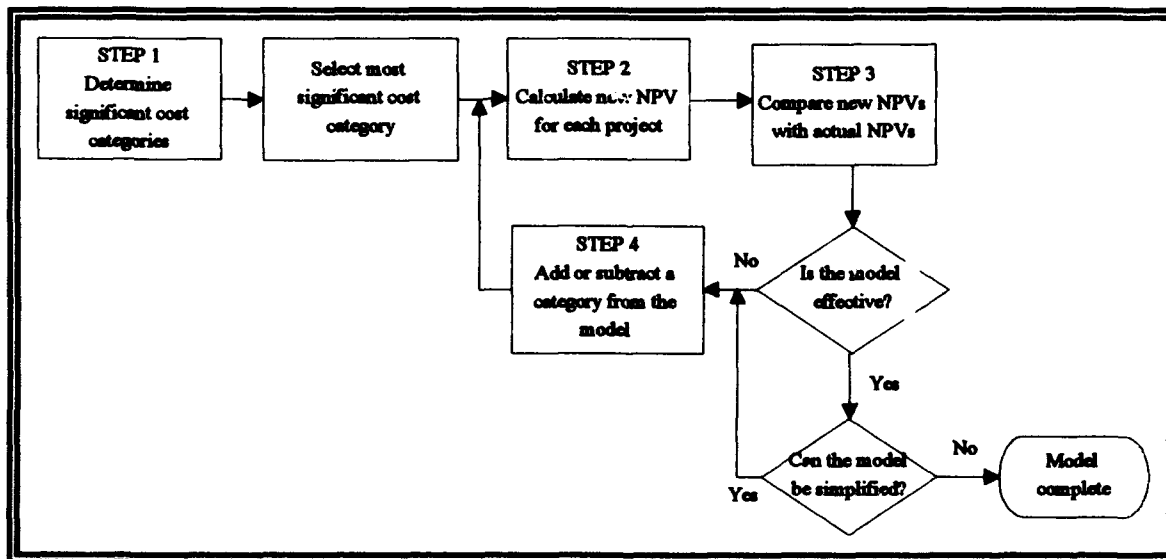 STEP 1
Determine
significant cost
categories
Select most
significant cost
category
STEP 2
Calculate new NPV
for each project
STEP 3
Compare new NPVs
with actual NPVs
STEP 4
Add or subtract a
category from the
model
No
Is the model
effective?
Yes
Can the model
be simplified?
Yes
No
Model
complete